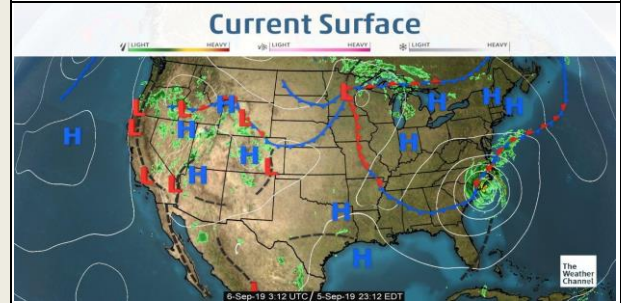 Current Surface
LIGHT HEAVY LIGHT HEAVY LIGHT HEAVY
H
L
L
H
L
H
L
L
H
H
L
L
H
L
H
H
H
H
H
H
L
The
Weather
Channel
6-Sep-19 3:12 UTC / 5-Sep-19 23:12 EDT